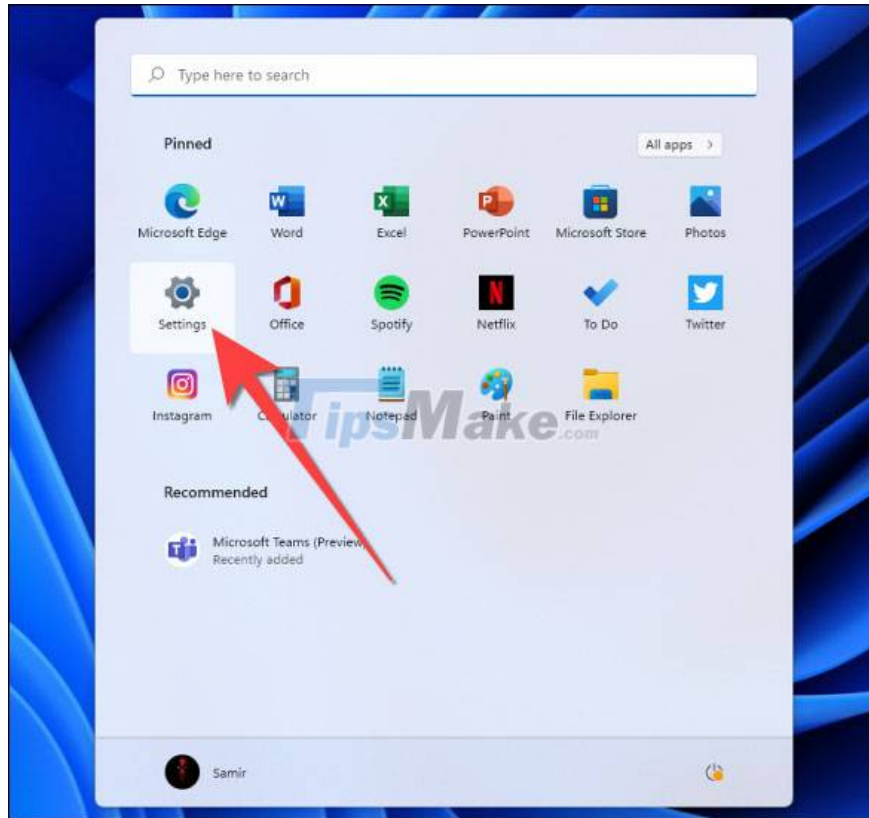 Type here to search
Pinned
All apps >
Microsoft Edge
Word
Excel
PowerPoint
Microsoft Store
Photos
Settings
Office
Spotify
Netflix
To Do
Twitter
Instagram
Calculator
Notepad
Paint
File Explorer
TipsMake.com
Recommended
Microsoft Teams (Preview)
Recently added
Samir